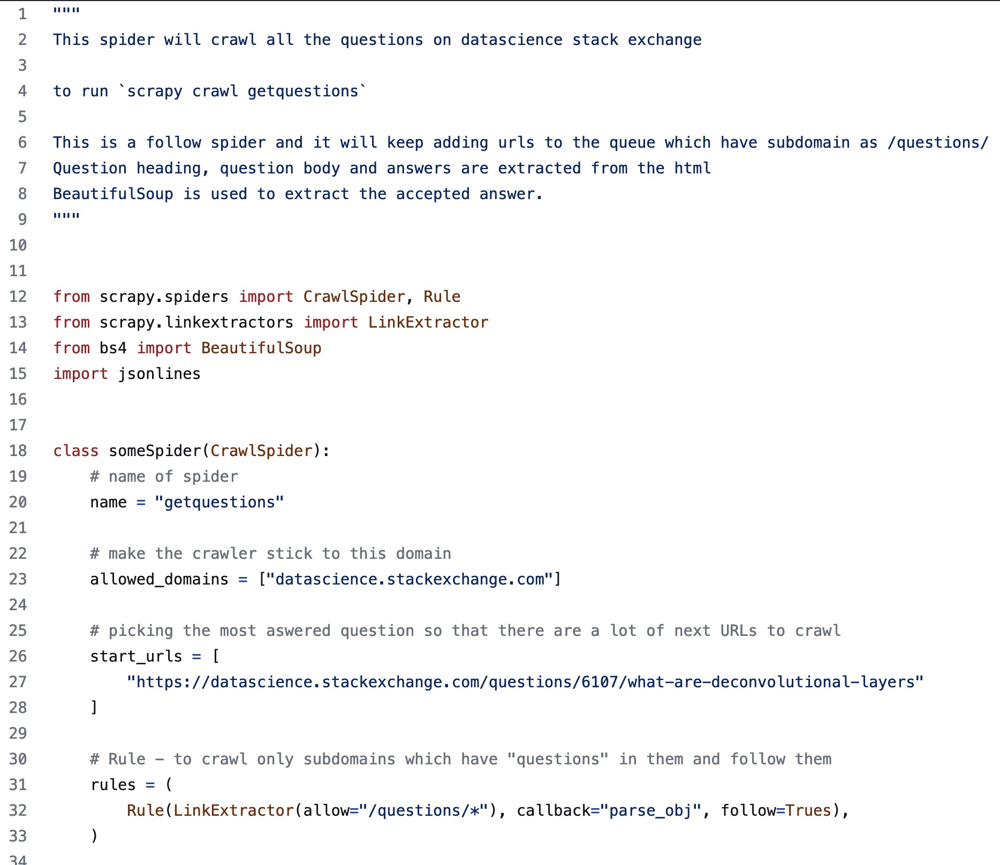 1 """
2 This spider will crawl all the questions on datascience stack exchange
3
4 to run `scrapy crawl getquestions`
5
6 This is a follow spider and it will keep adding urls to the queue which have subdomain as /questions/
7 Question heading, question body and answers are extracted from the html
8 BeautifulSoup is used to extract the accepted answer.
9 """
10
11
12 from scrapy.spiders import CrawlSpider, Rule
13 from scrapy.linkextractors import LinkExtractor
14 from bs4 import BeautifulSoup
15 import jsonlines
16
17
18 class someSpider(CrawlSpider):
19     # name of spider
20     name = "getquestions"
21
22     # make the crawler stick to this domain
23     allowed_domains = ["datascience.stackexchange.com"]
24
25     # picking the most aswered question so that there are a lot of next URLs to crawl
26     start_urls = [
27         "https://datascience.stackexchange.com/questions/6107/what-are-deconvolutional-layers"
28     ]
29
30     # Rule – to crawl only subdomains which have "questions" in them and follow them
31     rules = (
32         Rule(LinkExtractor(allow="/questions/*"), callback="parse_obj", follow=Trues),
33     )
34